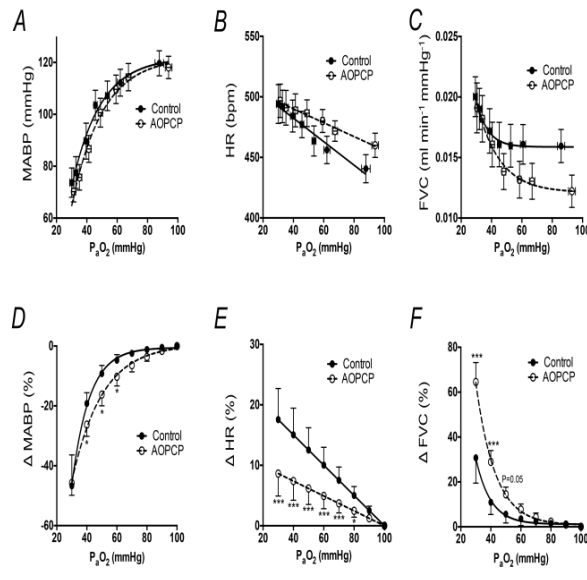 A
MABP (mmHg)
120
100
80
60
20 40 60 80 100
PaO2 (mmHg)
Control
AOPCP
B
HR (bpm)
550
500
450
400
20 40 60 80 100
PaO2 (mmHg)
Control
AOPCP
C
FVC (ml min⁻¹ mmHg⁻¹)
0.025
0.020
0.015
0.010
20 40 60 80 100
PaO2 (mmHg)
Control
AOPCP
D
Δ MABP (%)
0
-20
-40
-60
20 40 60 80 100
PaO2 (mmHg)
Control
AOPCP
* * *
E
Δ HR (%)
30
20
10
0
20 40 60 80 100
PaO2 (mmHg)
Control
AOPCP
*** *** *** *** *** *
F
Δ FVC (%)
80
60
40
20
0
20 40 60 80 100
PaO2 (mmHg)
Control
AOPCP
***
***
P=0.05